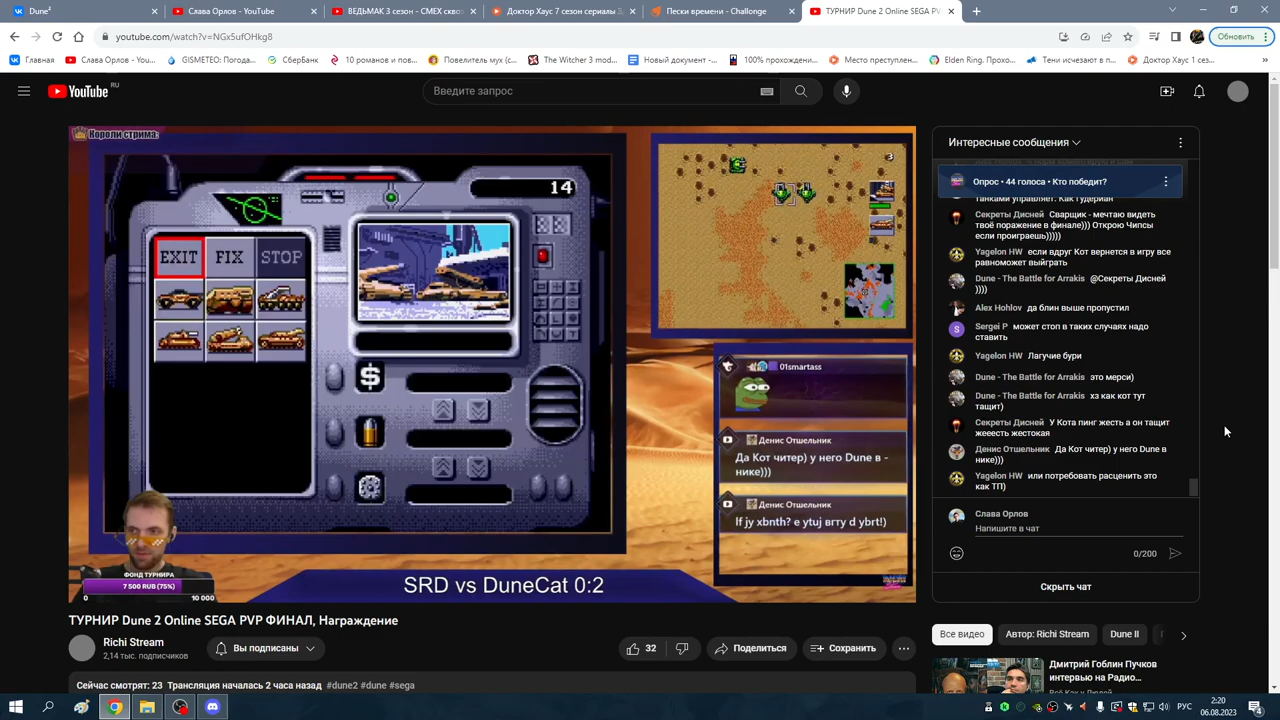 Dune²
Слава Орлов - YouTube
ВЕДЬМАК 3 сезон - СМЕХ сквоз
Доктор Хаус 7 сезон сериалы
Пески времени - Challonge
ТУРНИР Dune 2 Online SEGA PV
youtube.com/watch?v=NGx5ufOHkg8
Обновить
Главная
Слава Орлов - You...
GISMETEO: Погода...
СберБанк
10 романов и пов...
Повелитель мух (с...
The Witcher 3 mod...
Новый документ -...
100% прохождени...
Место преступлен...
Elden Ring. Прохо...
Тени исчезают в п...
Доктор Хаус 1 сез...
»
YouTube RU
Введите запрос
Короли стрима:
14
3
EXIT
FIX
STOP
$
01smartass
Денис Отшельник
Да Кот читер) у него Dune в -
нике)))
Денис Отшельник
If jy xbnth? e ytuj вгту d ybrt!)
ФОНД ТУРНИРА
7 500 RUB (75%)
0
10 000
SRD vs DuneCat 0:2
Интересные сообщения
Опрос • 44 голоса • Кто победит?
танками управляет. Как Гудериан
Секреты Дисней Сварщик - мечтаю видеть
твоё поражение в финале))) Открою Чипсы
если проиграешь)))))
Yagelon HW если вдруг Кот вернется в игру все
равноможет выйграть
Dune - The Battle for Arrakis @Секреты Дисней
))))
Alex Hohlov да блин выше пропустил
S
Sergei P может стоп в таких случаях надо
ставить
Yagelon HW Лагучие бури
Dune - The Battle for Arrakis это мерси)
Dune - The Battle for Arrakis хз как кот тут
тащит)
Секреты Дисней У Кота пинг жесть а он тащит
жееесть жестокая
Денис Отшельник Да Кот читер) у него Dune в
нике)))
Yagelon HW или потребовать расценить это
как ТП)
Слава Орлов
Напишите в чат
0/200
Скрыть чат
ТУРНИР Dune 2 Online SEGA PVP ФИНАЛ, Награждение
Richi Stream
2,14 тыс. подписчиков
Вы подписаны
32
Поделиться
Сохранить
Сейчас смотрят: 23 Трансляция началась 2 часа назад #dune2 #dune #sega
Все видео
Автор: Richi Stream
Dune II
Дмитрий Гоблин Пучков
интервью на Радио...
Всё Как у Людей
РУС
2:20
06.08.2023
4